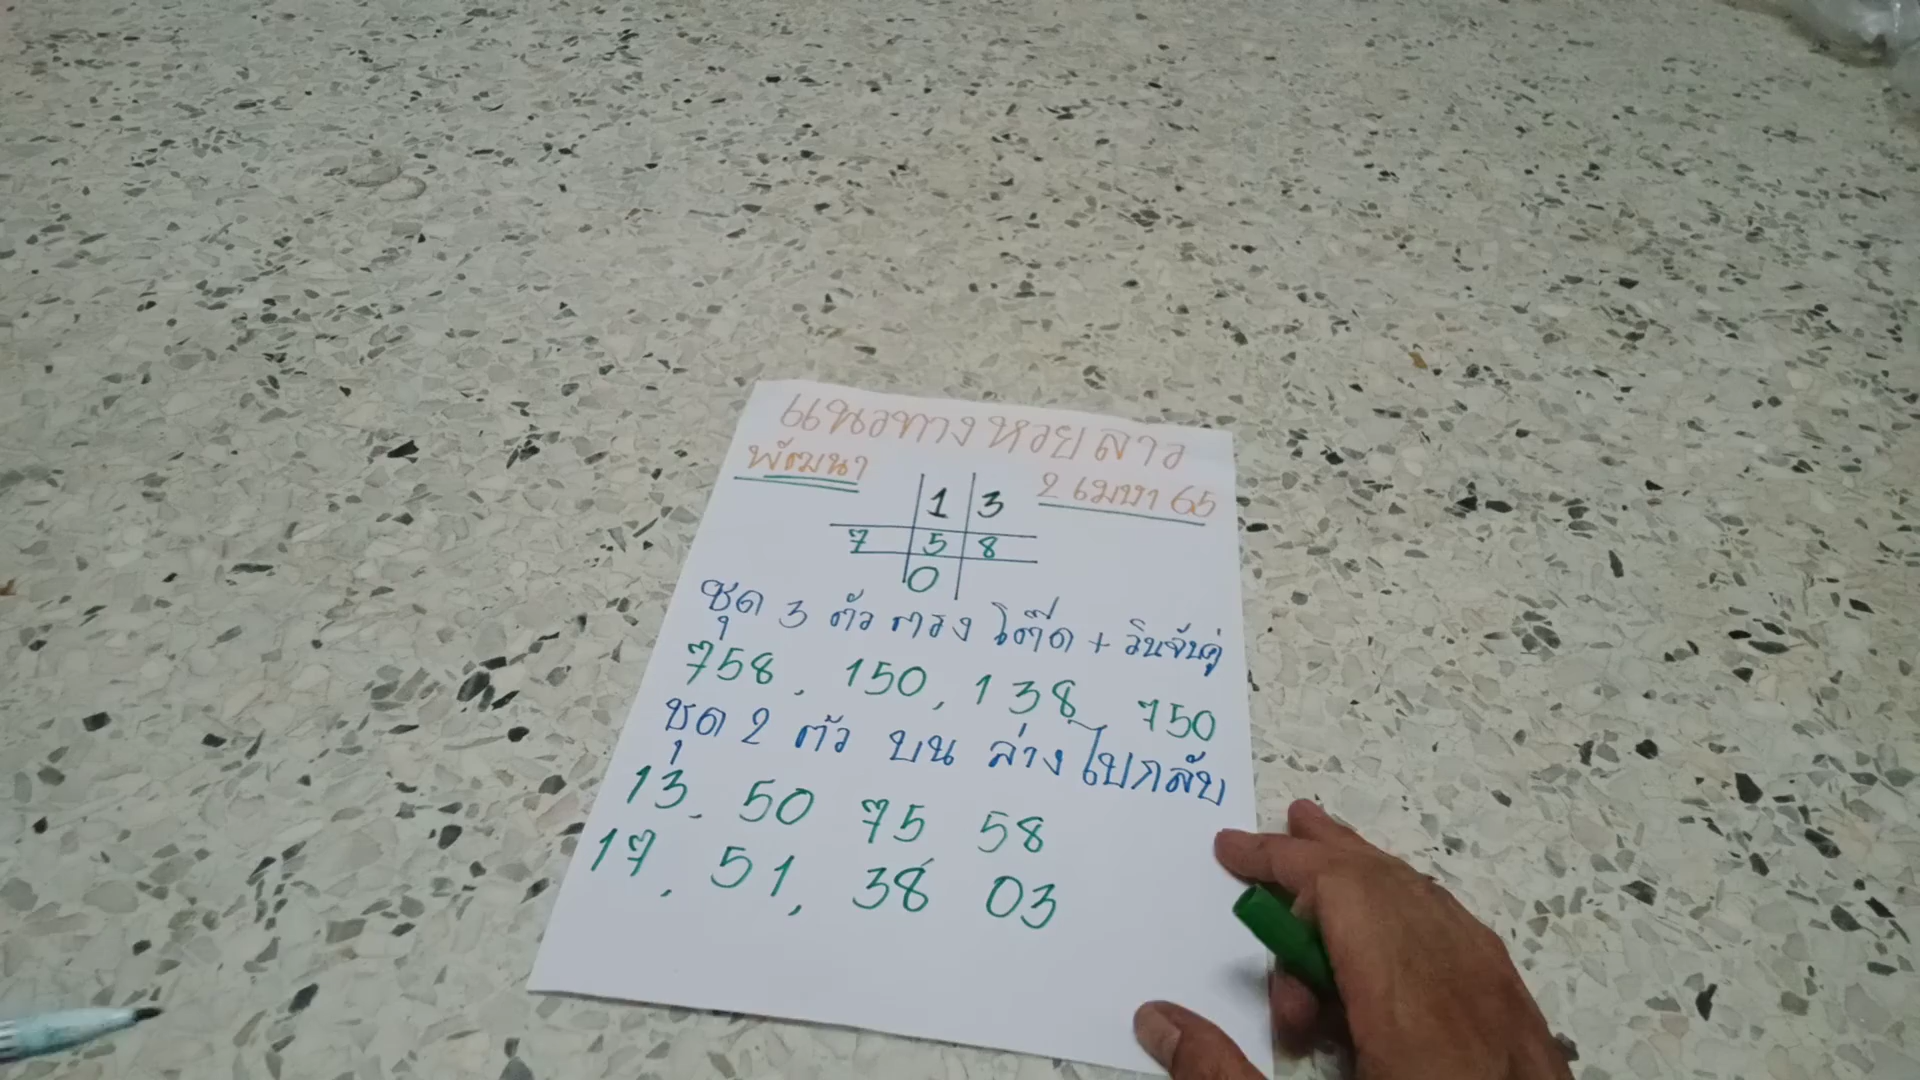 แนวทางหวยลาว
พัฒนา
2 เมษา 65
1 3
7 5 8
0
ชุด 3 ตัวตรง โต๊ด + วินจับคู่
758, 150, 138 750
ชุด 2 ตัว บน ล่าง ไปกลับ
13, 50 75 58
17, 51, 38 03